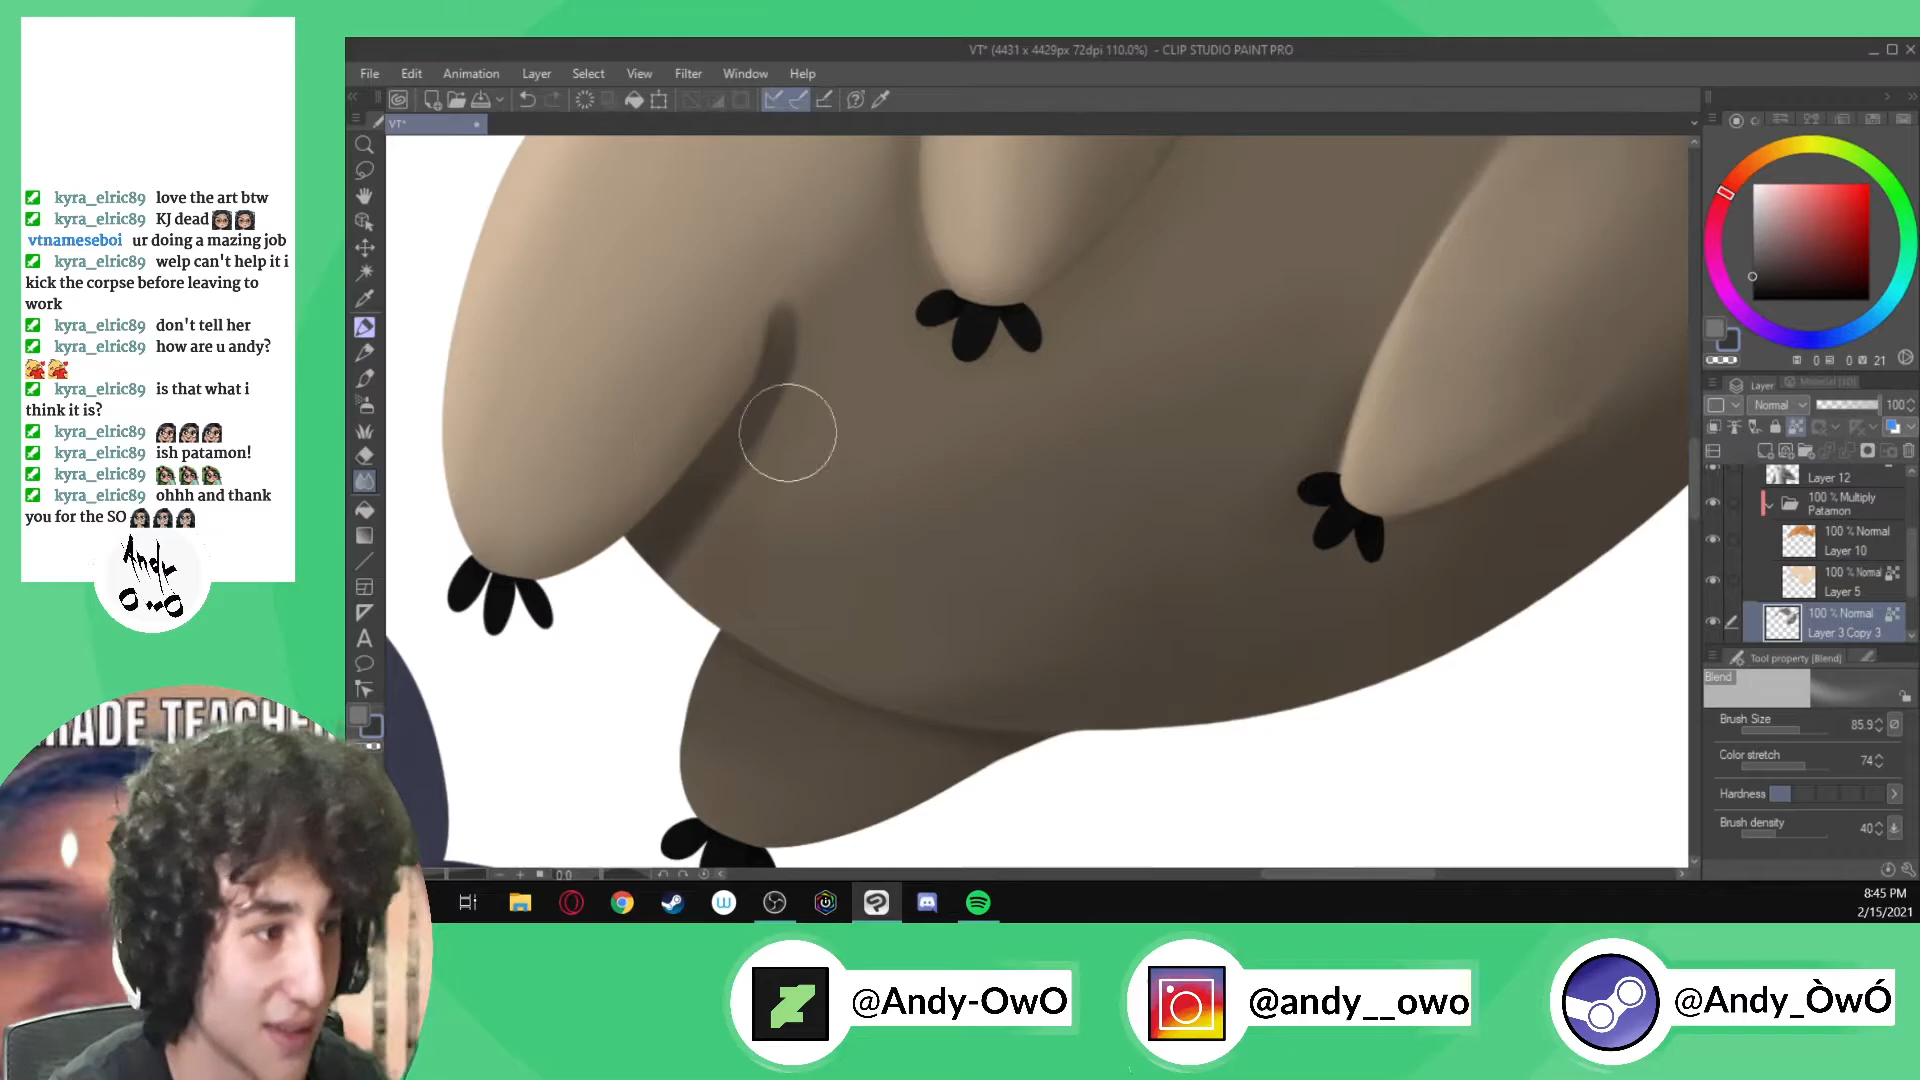 VT* (4431 x 4429px 72dpi 110.0%) - CLIP STUDIO PAINT PRO
File Edit Animation Layer Select View Filter Window Help
VT*
kyra_elric89 love the art btw
kyra_elric89 KJ dead
vtnameseboi ur doing a mazing job
kyra_elric89 welp can't help it i
kick the corpse before leaving to
work
kyra_elric89 don't tell her
kyra_elric89 how are u andy?
kyra_elric89 is that what i
think it is?
kyra_elric89
kyra_elric89 ish patamon!
kyra_elric89
kyra_elric89 ohhh and thank
you for the SO
Andy
0 0 V 21
Layer
Normal 100
Layer 12
100 % Multiply
Patamon
100 % Normal
Layer 10
100 % Normal
Layer 5
100 % Normal
Layer 3 Copy 3
Tool property [Blend]
Blend
Brush Size 85.9
Color stretch 74
Hardness
Brush density 40
0.0
8:45 PM
2/15/2021
@Andy-OwO
@andy__owo
@Andy_ÒwÓ